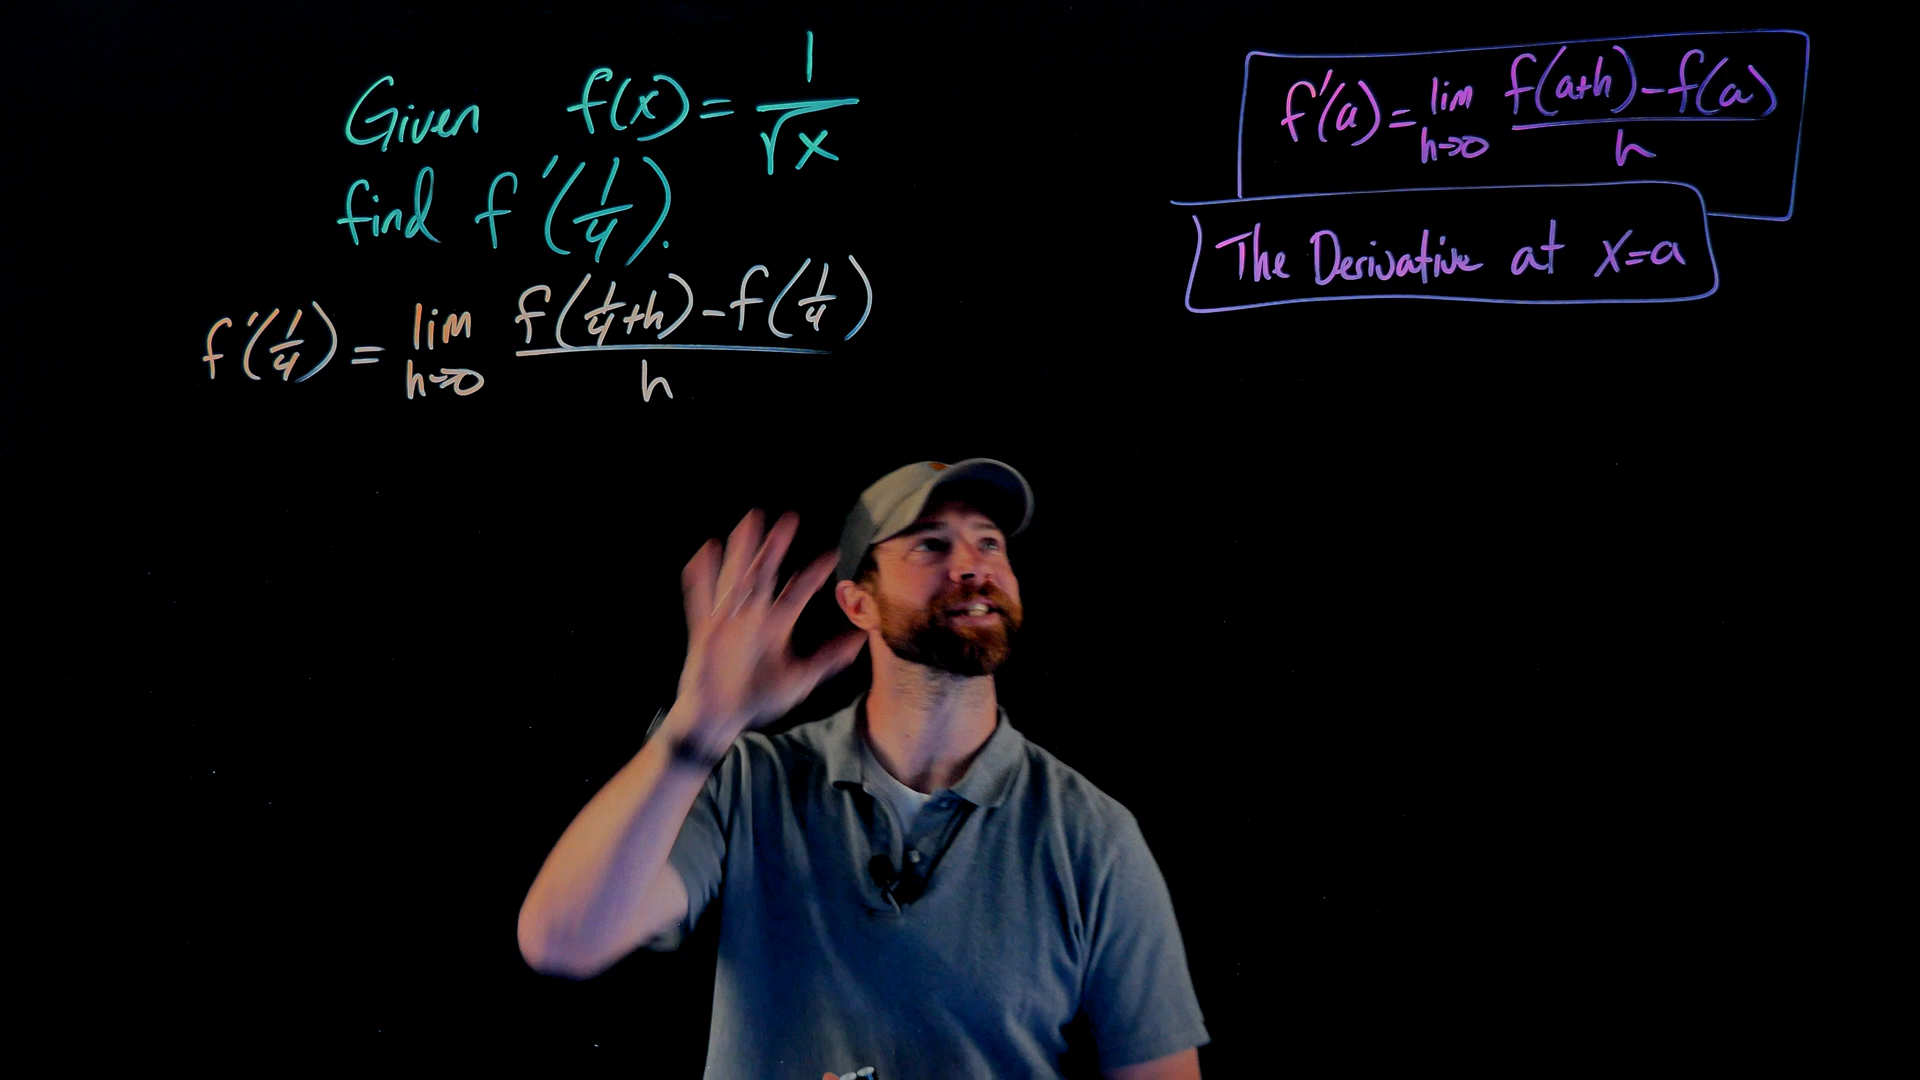 Given f(x) = 1/√x
find f'(1/4).
f'(1/4) = lim h→0 (f(1/4+h) - f(1/4))/h
f'(a) = lim h→0 (f(a+h) - f(a))/h
The Derivative at x=a